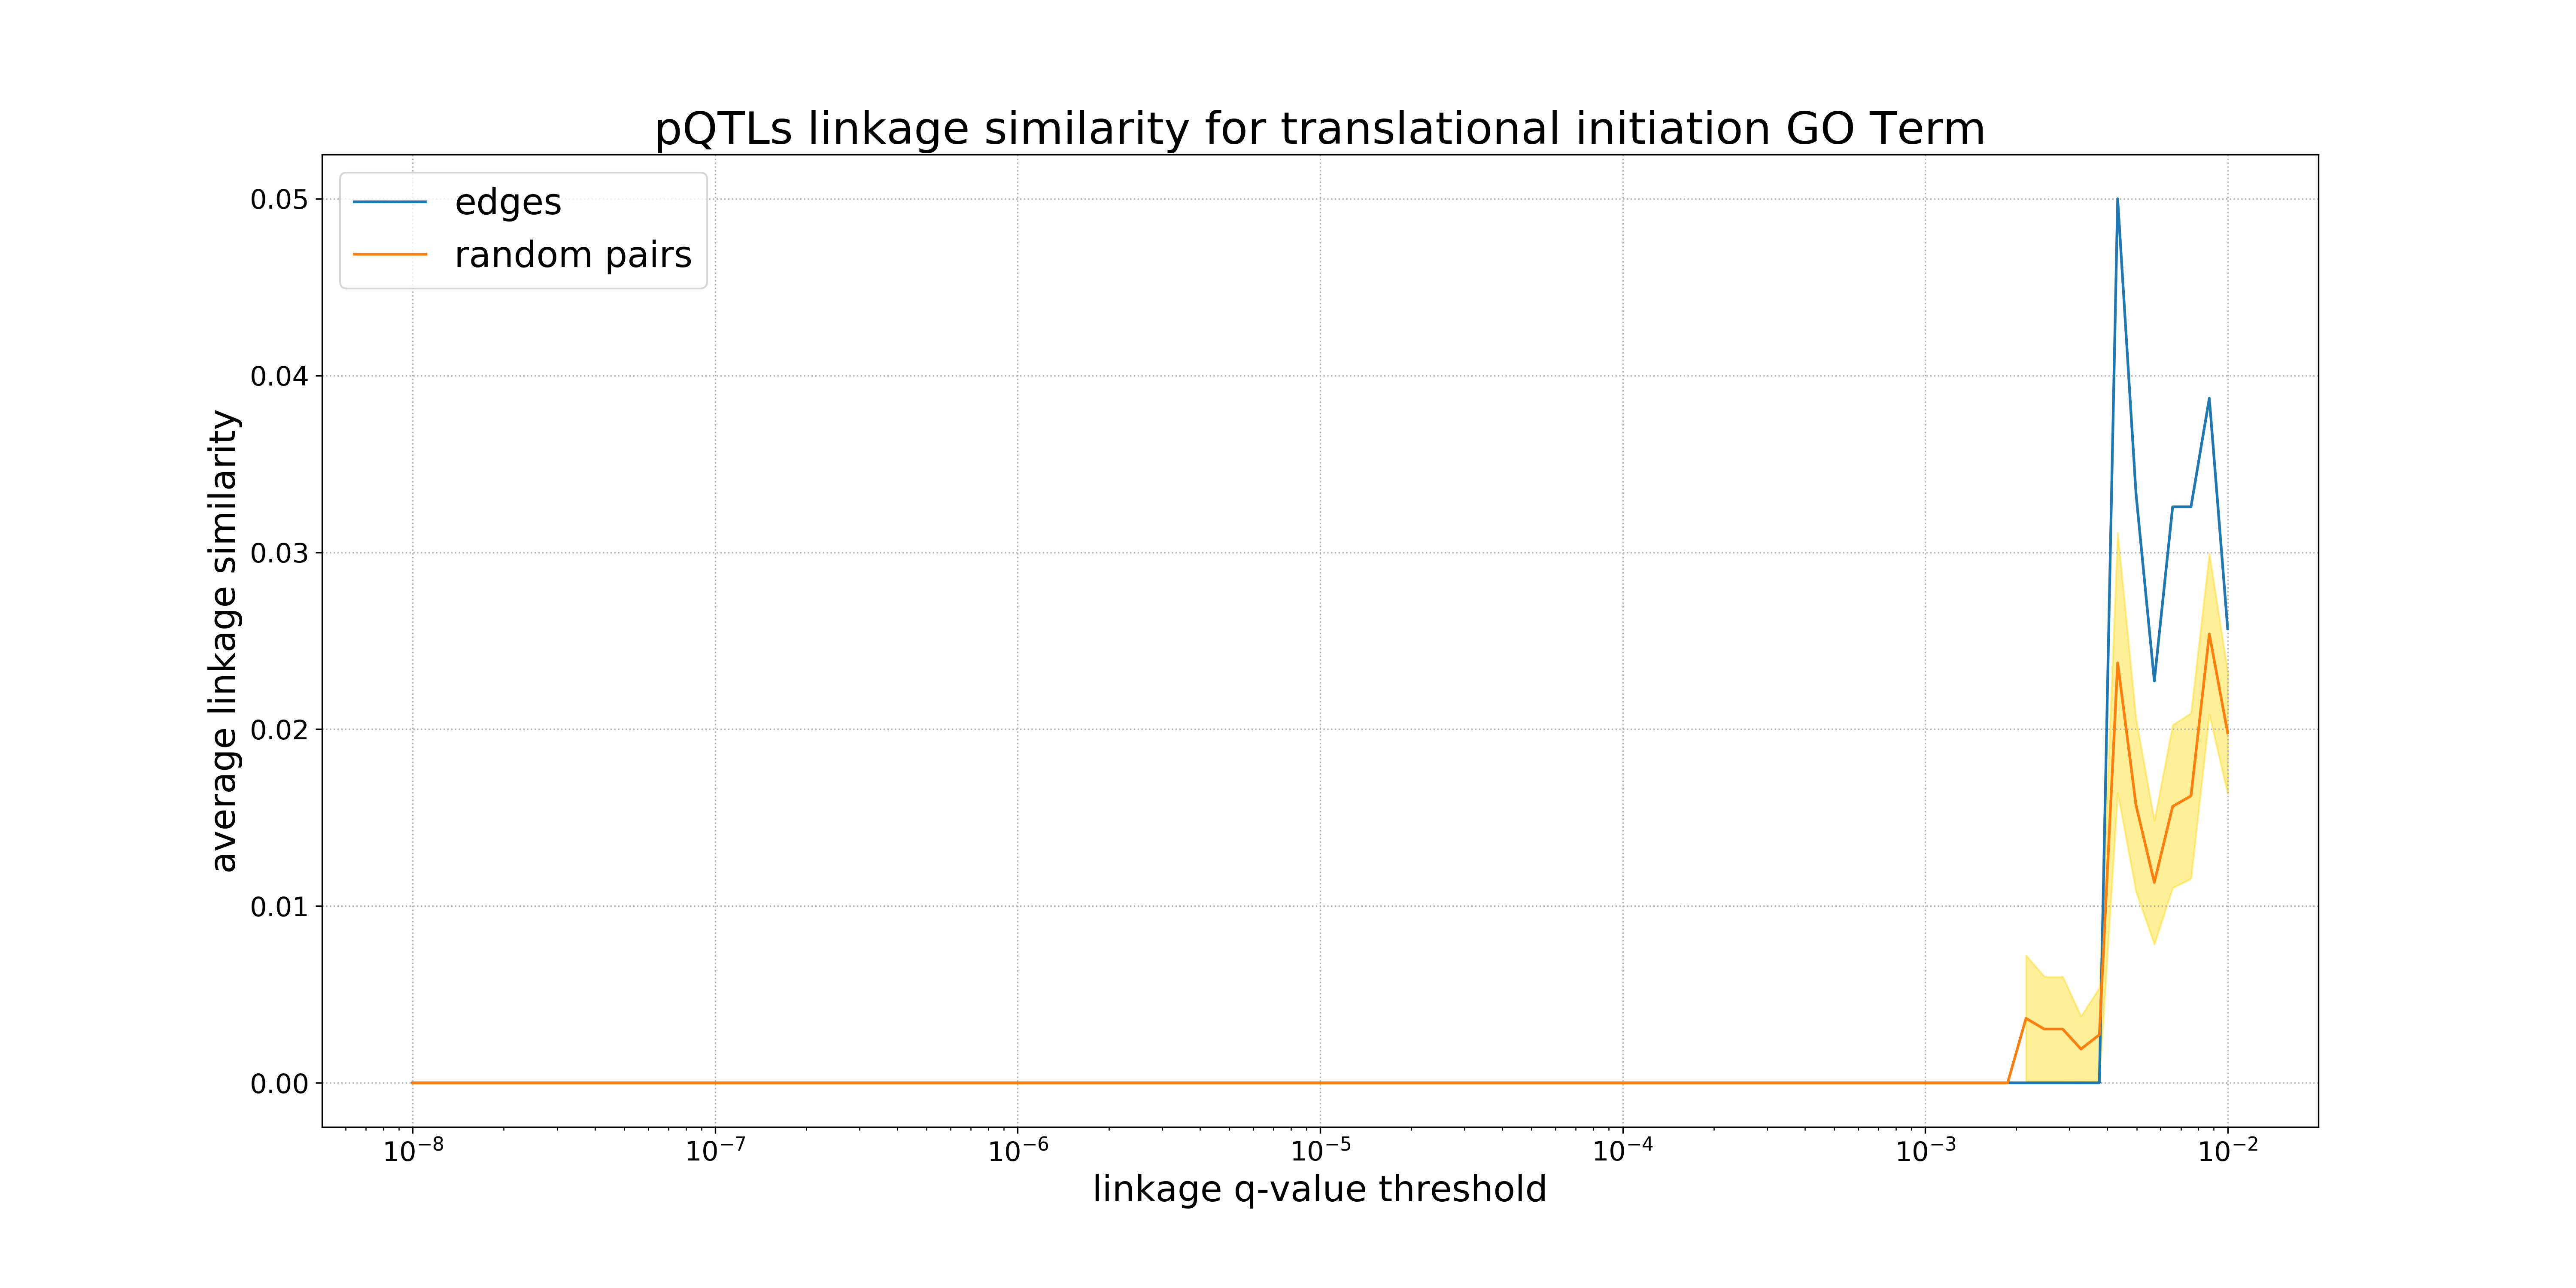 pQTLs linkage similarity for translational initiation GO Term
edges
random pairs
0.05
0.04
0.03
0.02
0.01
0.00
average linkage similarity
10⁻⁸ 10⁻⁷ 10⁻⁶ 10⁻⁵ 10⁻⁴ 10⁻³ 10⁻²
linkage q-value threshold